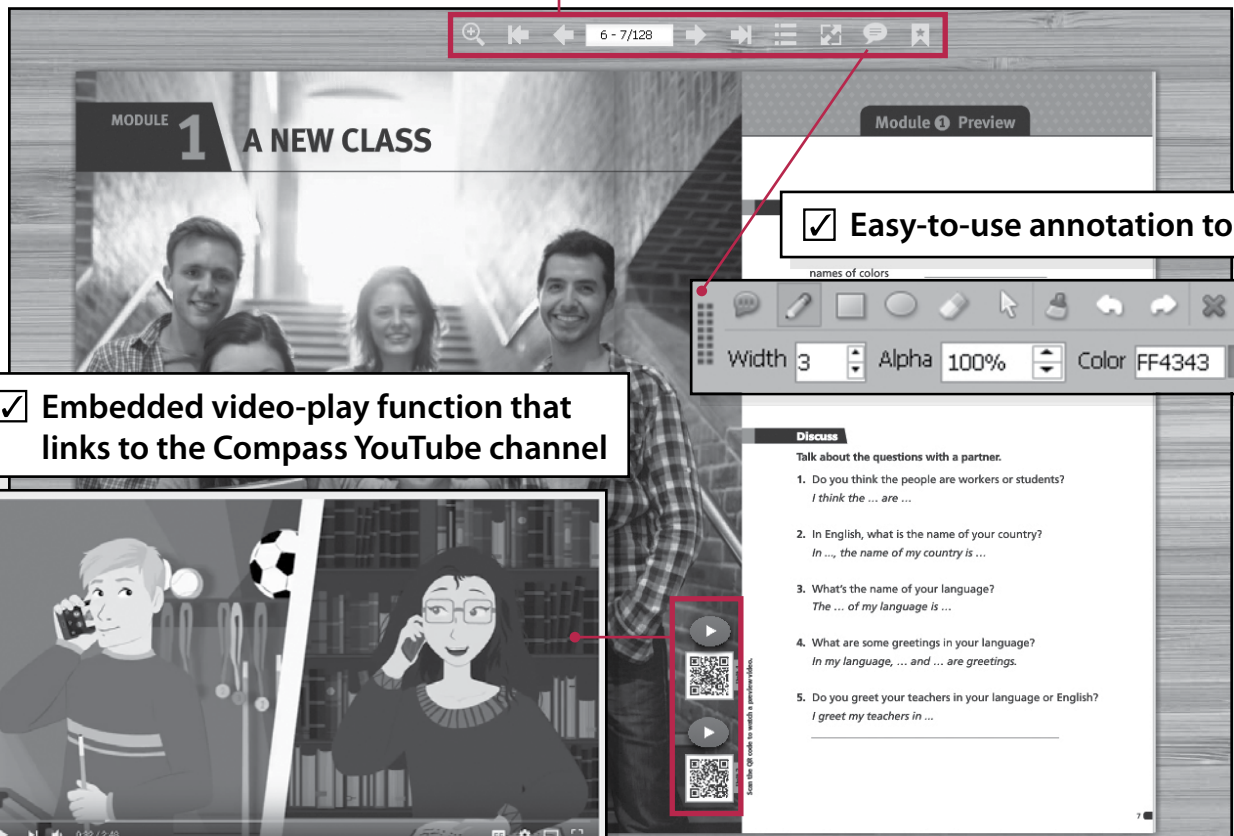 6 - 7/128
MODULE 1
A NEW CLASS
Module 1 Preview
☑ Easy-to-use annotation to
names of colors
Width 3 Alpha 100% Color FF4343
☑ Embedded video-play function that
links to the Compass YouTube channel
Discuss
Talk about the questions with a partner.
1. Do you think the people are workers or students?
I think the … are …
2. In English, what is the name of your country?
In ..., the name of my country is …
3. What's the name of your language?
The … of my language is …
4. What are some greetings in your language?
In my language, … and … are greetings.
5. Do you greet your teachers in your language or English?
I greet my teachers in ...
Scan the QR code to watch a preview video.
0:32 / 2:48
7